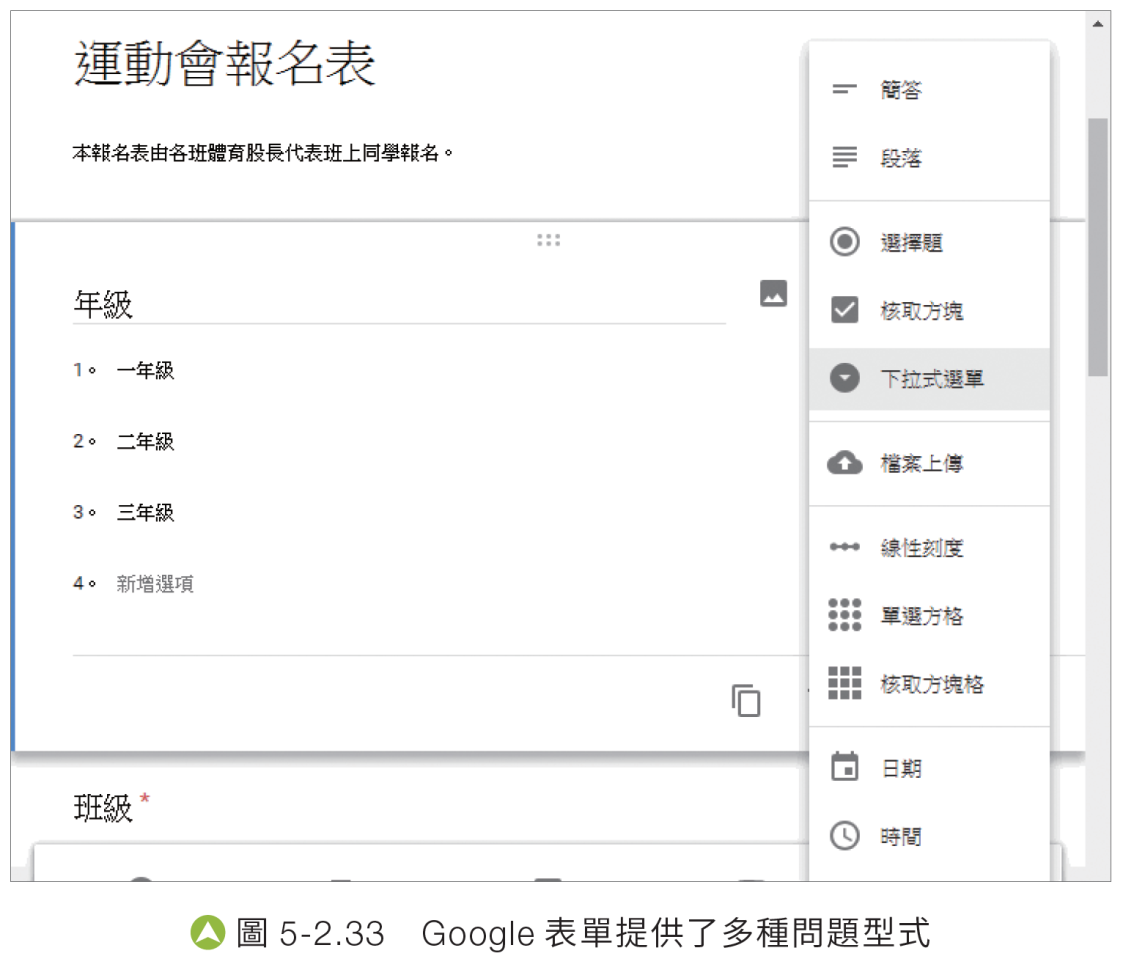 運動會報名表
本報名表由各班體育股長代表班上同學報名。
年級
1。 一年級
2。 二年級
3。 三年級
4。 新增選項
班級 *
簡答
段落
選擇題
核取方塊
下拉式選單
檔案上傳
線性刻度
單選方格
核取方塊格
日期
時間
圖 5-2.33 Google 表單提供了多種問題型式